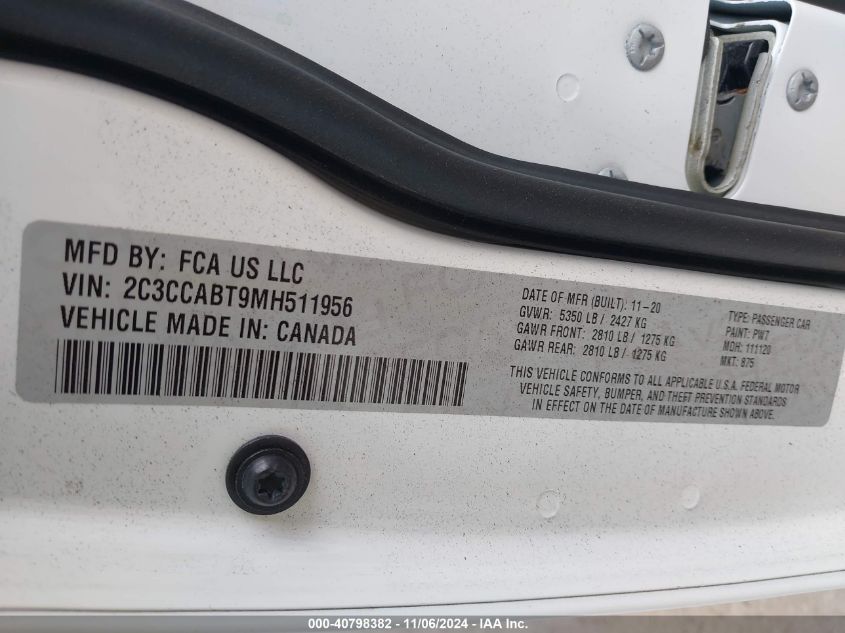 MFD BY: FCA US LLC
VIN: 2C3CCABT9MH511956
VEHICLE MADE IN: CANADA
DATE OF MFR (BUILT): 11-20
GVWR: 5350 LB / 2427 KG
GAWR FRONT: 2810 LB / 1275 KG
GAWR REAR: 2810 LB / 1275 KG
TYPE: PASSENGER CAR
PAINT: PW7
MDH: 111120
MKT: 875
THIS VEHICLE CONFORMS TO ALL APPLICABLE U.S.A. FEDERAL MOTOR
VEHICLE SAFETY, BUMPER, AND THEFT PREVENTION STANDARDS
IN EFFECT ON THE DATE OF MANUFACTURE SHOWN ABOVE.
000-40798382 - 11/06/2024 - IAA Inc.